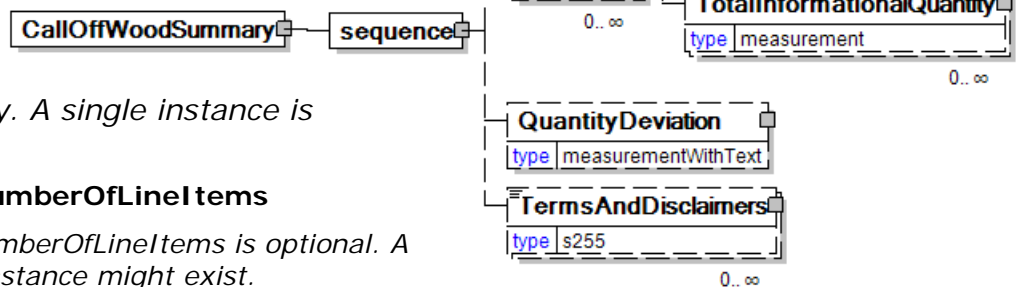 TotalInformationalQuantity
type measurement
0.. ∞
0.. ∞
CallOffWoodSummary
sequence
y. A single instance is
QuantityDeviation
type measurementWithText
umberOfLineItems
TermsAndDisclaimers
type s255
mberOfLineItems is optional. A
nstance might exist.
0.. ∞